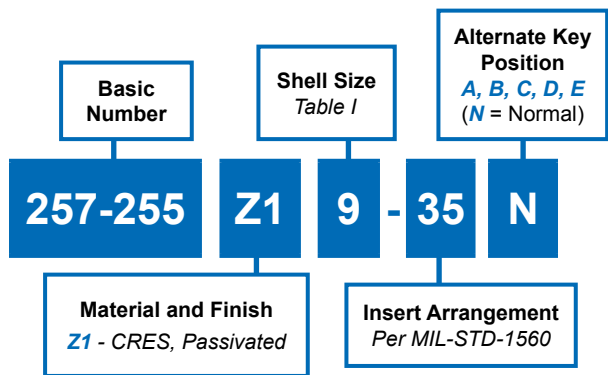 Basic
Number
Shell Size
Table I
Alternate Key
Position
A, B, C, D, E
(N = Normal)
257-255 Z1 9 - 35 N
Material and Finish
Z1 - CRES, Passivated
Insert Arrangement
Per MIL-STD-1560